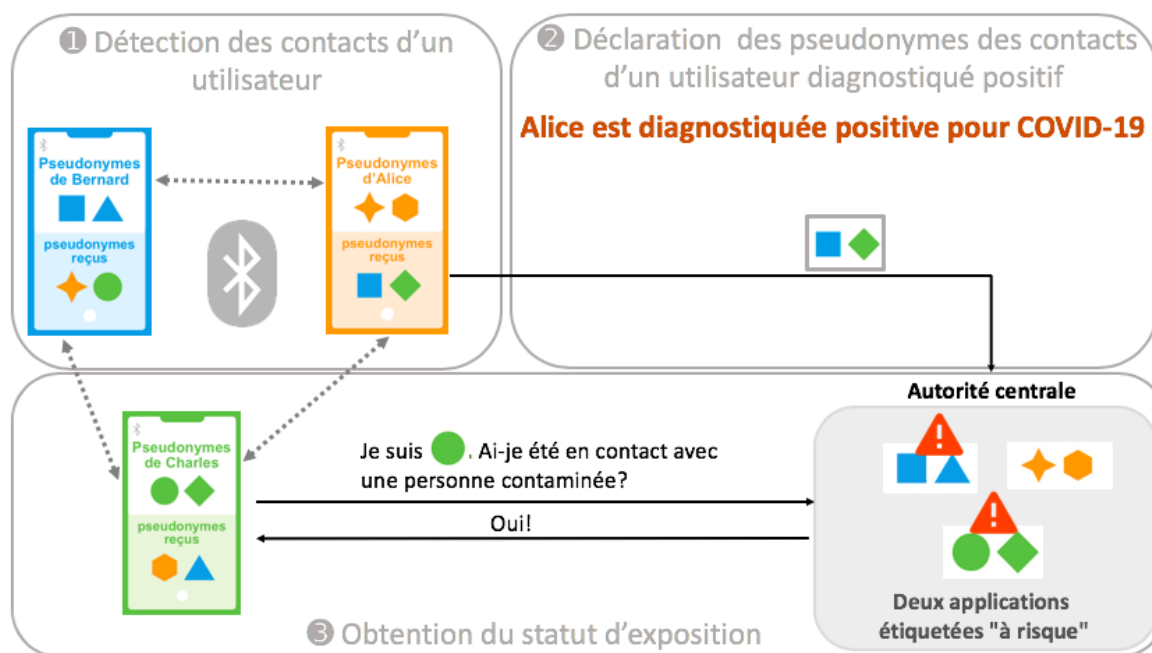 ❶ Détection des contacts d’un
utilisateur
❷ Déclaration des pseudonymes des contacts
d’un utilisateur diagnostiqué positif
Alice est diagnostiquée positive pour COVID-19
Pseudonymes
de Bernard
pseudonymes
reçus
Pseudonymes
d'Alice
pseudonymes
reçus
Autorité centrale
Pseudonymes
de Charles
pseudonymes
reçus
Je suis . Ai-je été en contact avec
une personne contaminée?
Oui!
Deux applications
étiquetées "à risque"
❸ Obtention du statut d’exposition